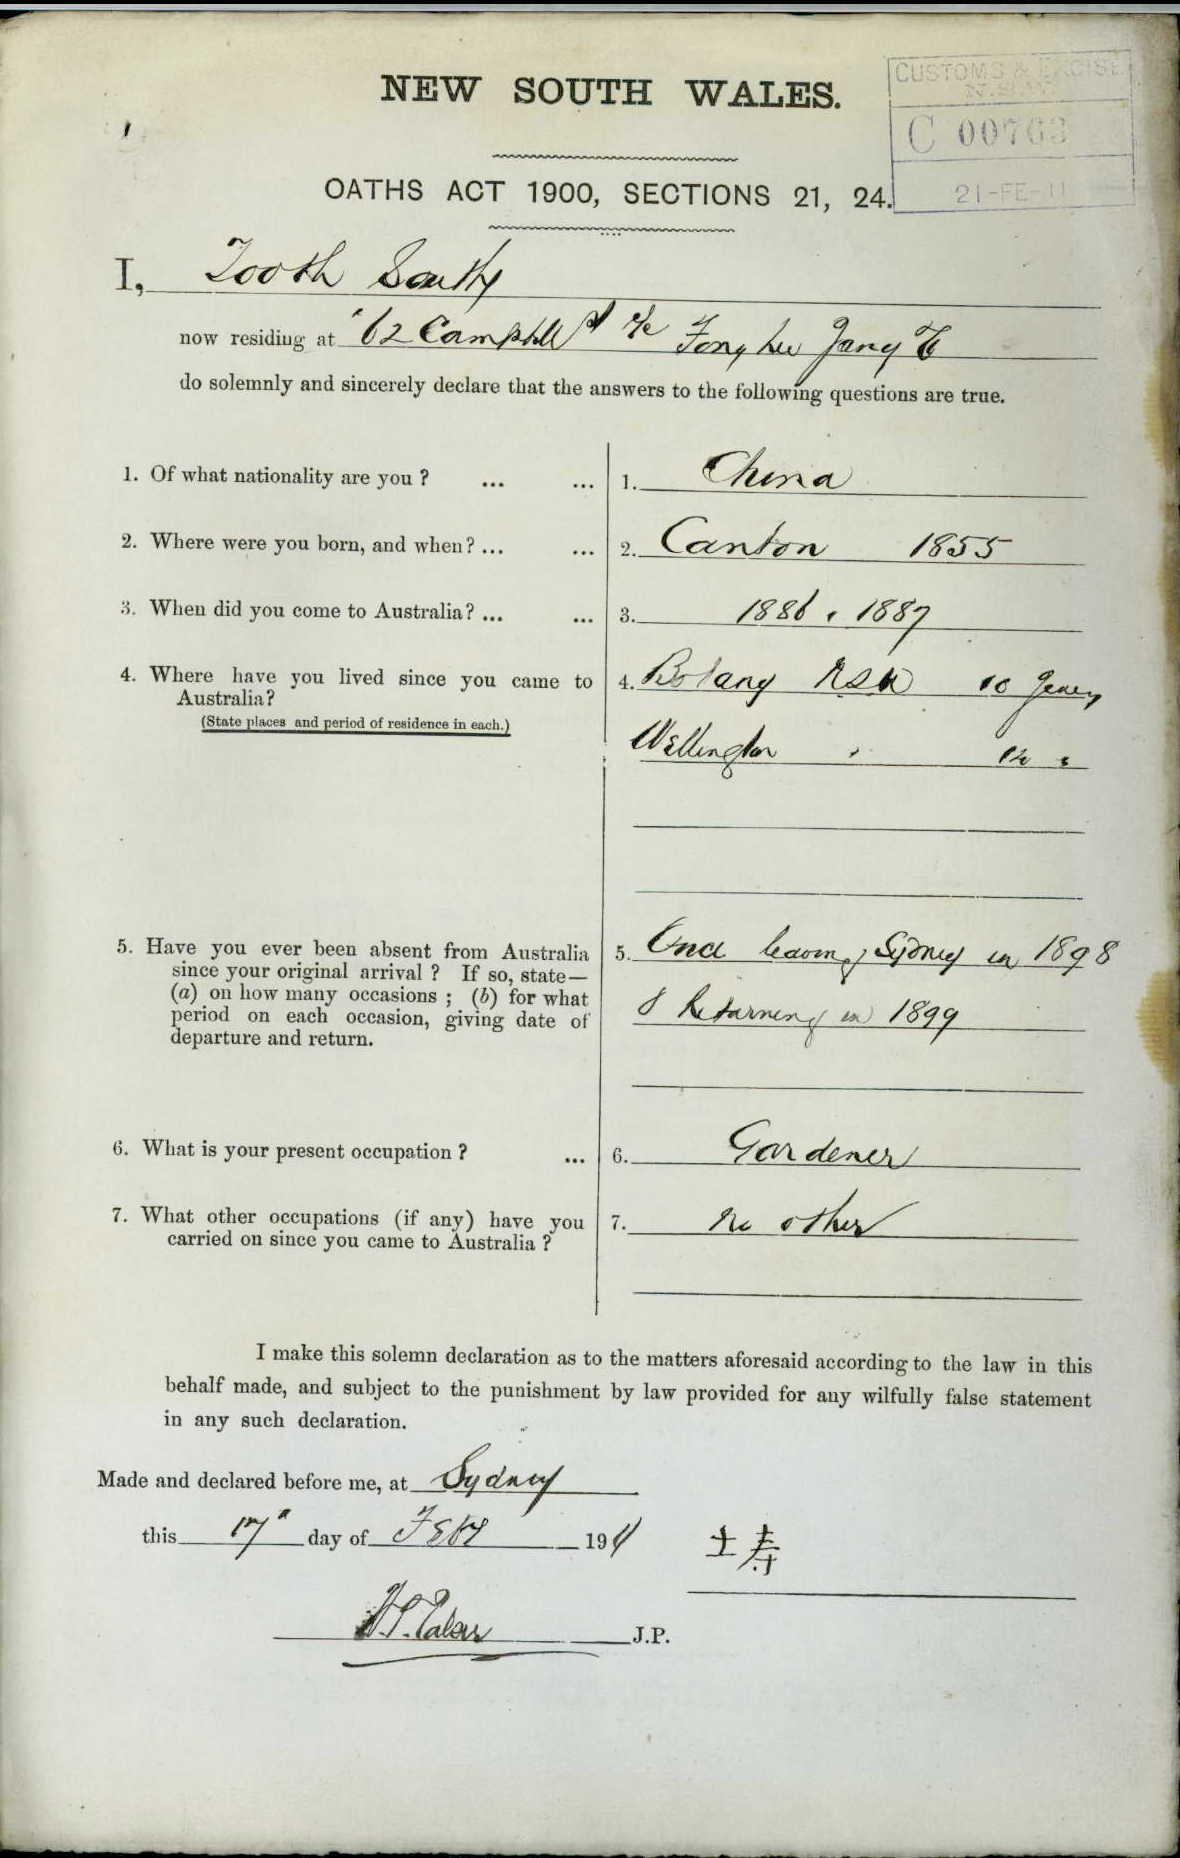 NEW SOUTH WALES.
CUSTOMS & EXCISE
N.S.W.
C 00763
21-FE-11
OATHS ACT 1900, SECTIONS 21, 24.
I, Tooth South
now residing at 62 Campbell St c/o Fong Lee Jang &
do solemnly and sincerely declare that the answers to the following questions are true.
1. Of what nationality are you ? ... ... 1. China
2. Where were you born, and when? ... ... 2. Canton 1855
3. When did you come to Australia? ... ... 3. 1886 . 1887
4. Where have you lived since you came to 4. Botany NSW 10 years
Australia?
(State places and period of residence in each.)
Wellington " 12 "
5. Have you ever been absent from Australia 5. Once leaving Sydney in 1898
since your original arrival ? If so, state—
(a) on how many occasions ; (b) for what & Returning in 1899
period on each occasion, giving date of
departure and return.
6. What is your present occupation ? ... 6. Gardener
7. What other occupations (if any) have you 7. no other
carried on since you came to Australia ?
I make this solemn declaration as to the matters aforesaid according to the law in this
behalf made, and subject to the punishment by law provided for any wilfully false statement
in any such declaration.
Made and declared before me, at Sydney
this 17" day of Feby 1911
土寿
J.P.